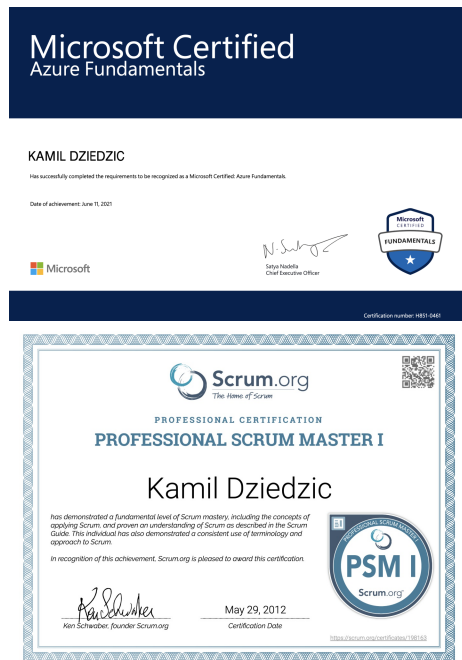 Microsoft Certified
Azure Fundamentals
KAMIL DZIEDZIC
Has successfully completed the requirements to be recognized as a Microsoft Certified: Azure Fundamentals.
Date of achievement: June 11, 2021
Microsoft
Satya Nadella
Chief Executive Officer
Microsoft
CERTIFIED
FUNDAMENTALS
Certification number: H851-0461
Scrum.org
The Home of Scrum
PROFESSIONAL CERTIFICATION
PROFESSIONAL SCRUM MASTER I
Kamil Dziedzic
has demonstrated a fundamental level of Scrum mastery, including the concepts of
applying Scrum, and proven an understanding of Scrum as described in the Scrum
Guide. This individual has also demonstrated a consistent use of terminology and
approach to Scrum.
In recognition of this achievement, Scrum.org is pleased to award this certification.
Ken Schwaber
Ken Schwaber, founder Scrum.org
May 29, 2012
Certification Date
I
PROFESSIONAL SCRUM MASTER I
PSM I
Scrum.org
https://scrum.org/certificates/198163